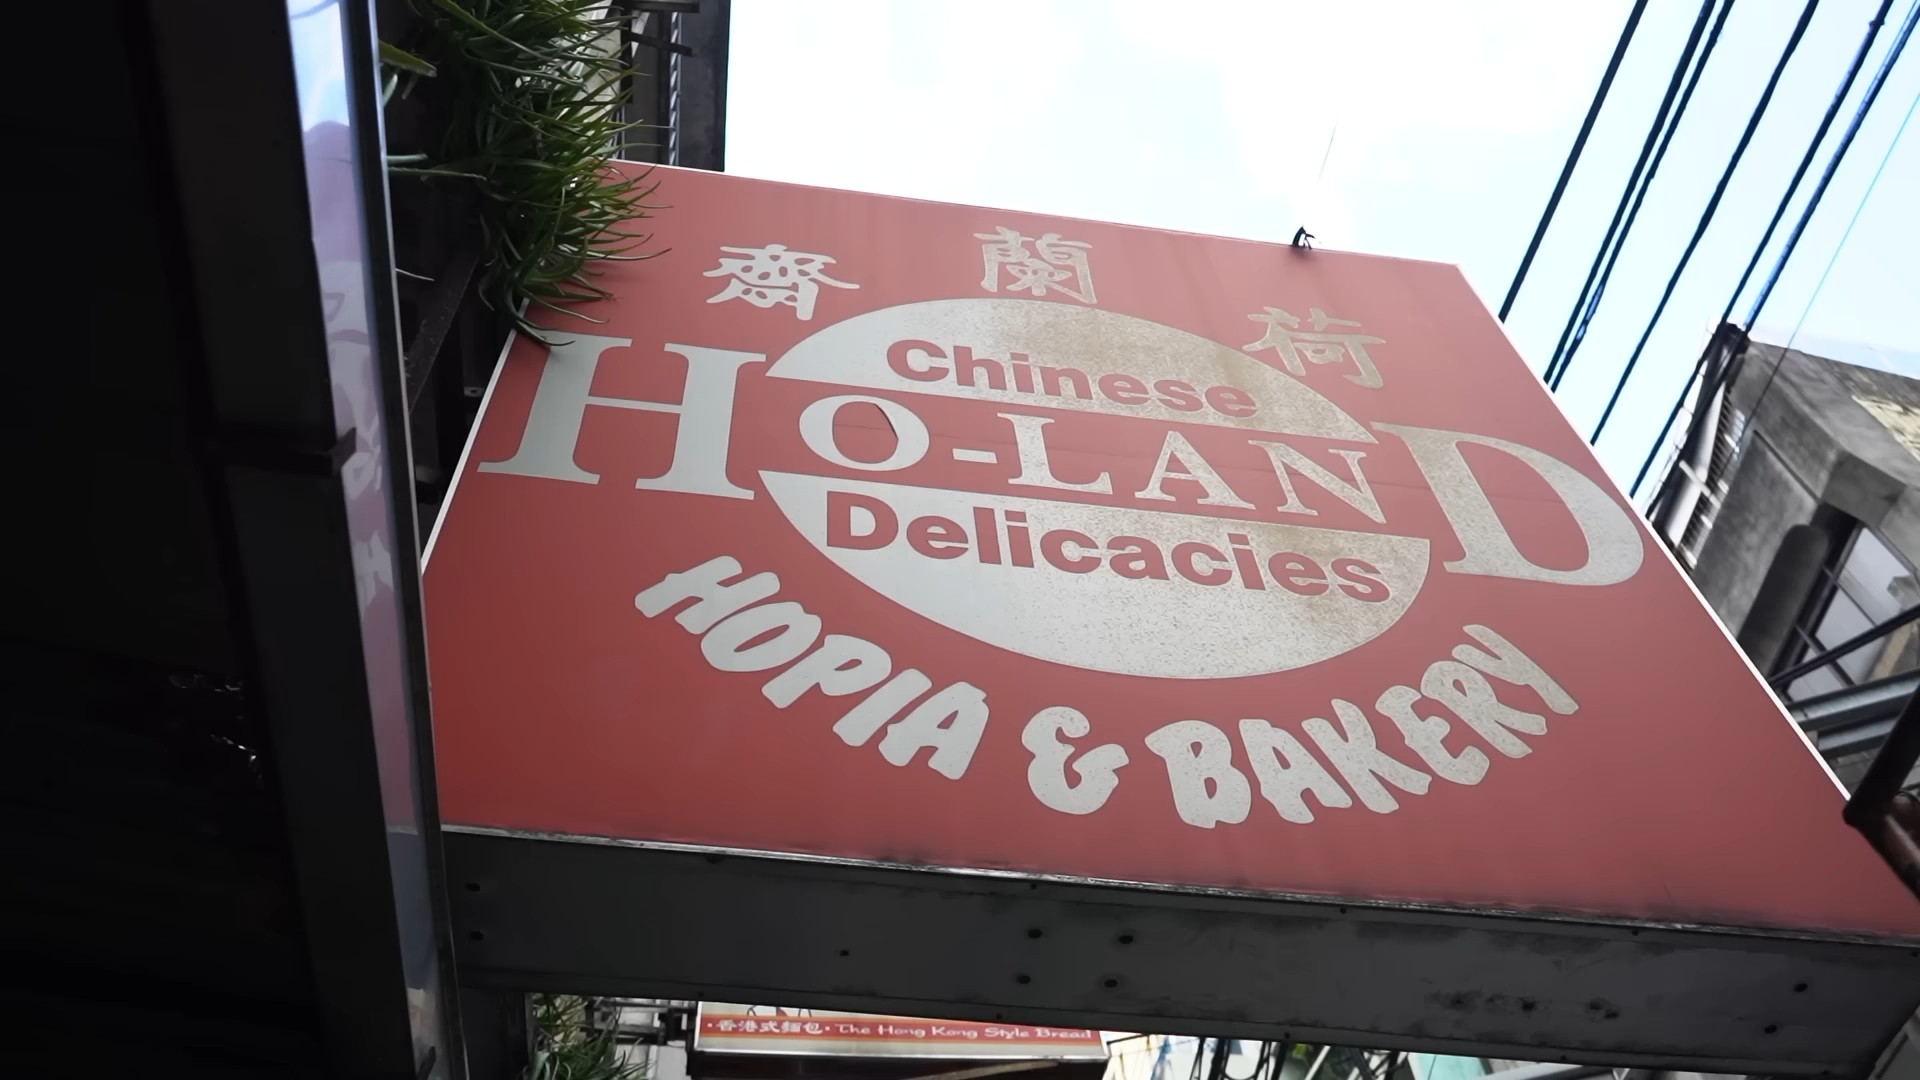 齋蘭荷
Chinese
HO-LAND
Delicacies
HOPIA & BAKERY
·香港式麵包· The Hong Kong Style Bread